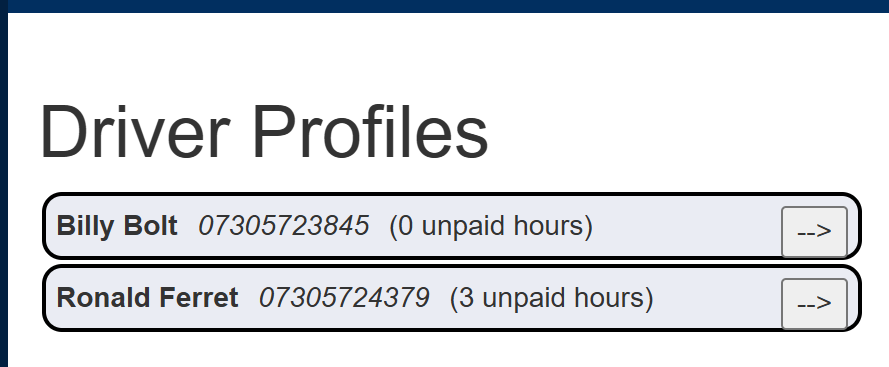 Driver Profiles
Billy Bolt 07305723845 (0 unpaid hours) -->
Ronald Ferret 07305724379 (3 unpaid hours) -->